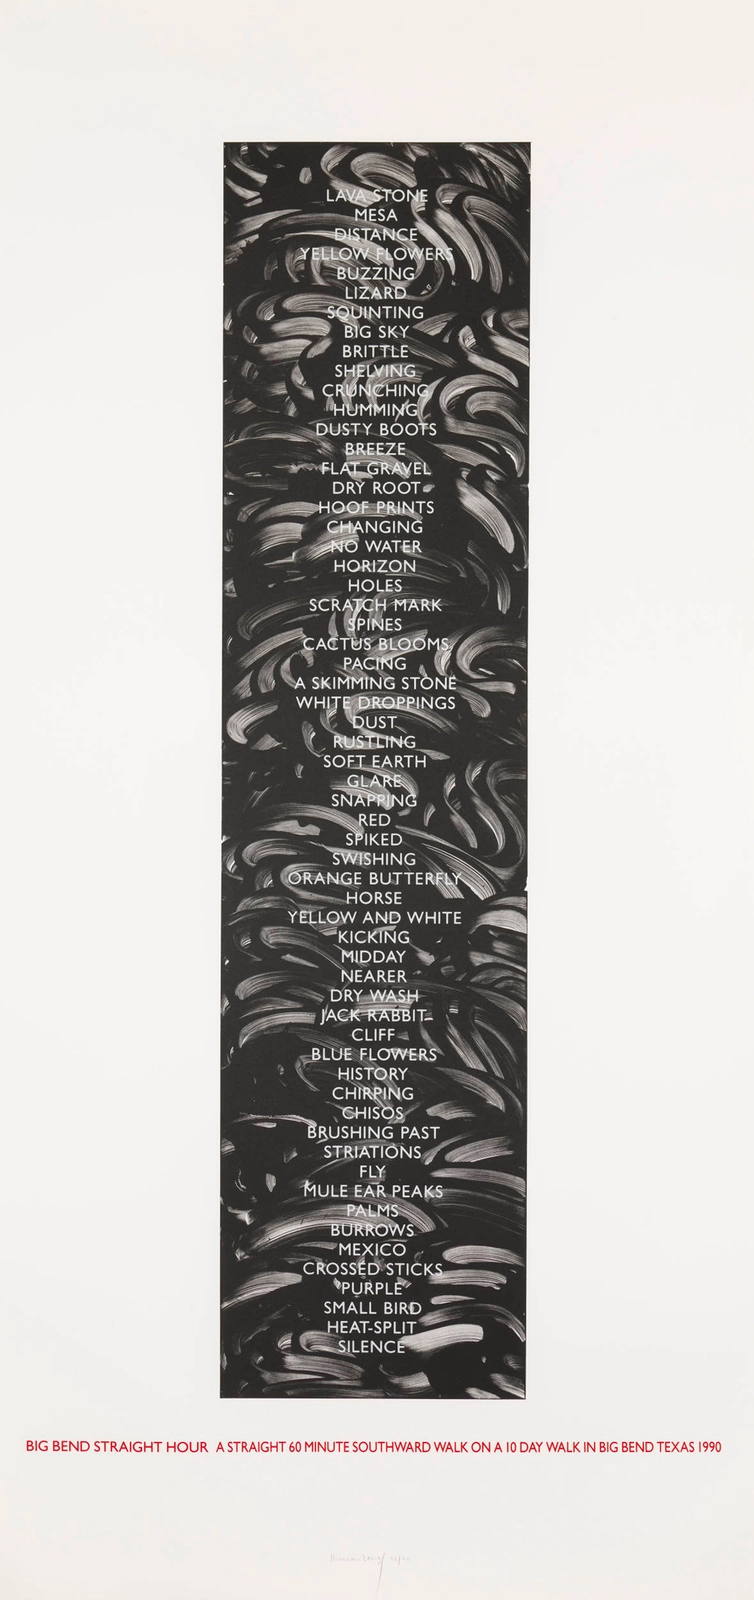 LAVA STONE
MESA
DISTANCE
YELLOW FLOWERS
BUZZING
LIZARD
SQUINTING
BIG SKY
BRITTLE
SHELVING
CRUNCHING
HUMMING
DUSTY BOOTS
BREEZE
FLAT GRAVEL
DRY ROOT
HOOF PRINTS
CHANGING
NO WATER
HORIZON
HOLES
SCRATCH MARK
SPINES
CACTUS BLOOMS
PACING
A SKIMMING STONE
WHITE DROPPINGS
DUST
RUSTLING
SOFT EARTH
GLARE
SNAPPING
RED
SPIKED
SWISHING
ORANGE BUTTERFLY
HORSE
YELLOW AND WHITE
KICKING
MIDDAY
NEARER
DRY WASH
JACK RABBIT
CLIFF
BLUE FLOWERS
HISTORY
CHIRPING
CHISOS
BRUSHING PAST
STRIATIONS
FLY
MULE EAR PEAKS
PALMS
BURROWS
MEXICO
CROSSED STICKS
PURPLE
SMALL BIRD
HEAT-SPLIT
SILENCE
BIG BEND STRAIGHT HOUR A STRAIGHT 60 MINUTE SOUTHWARD WALK ON A 10 DAY WALK IN BIG BEND TEXAS 1990